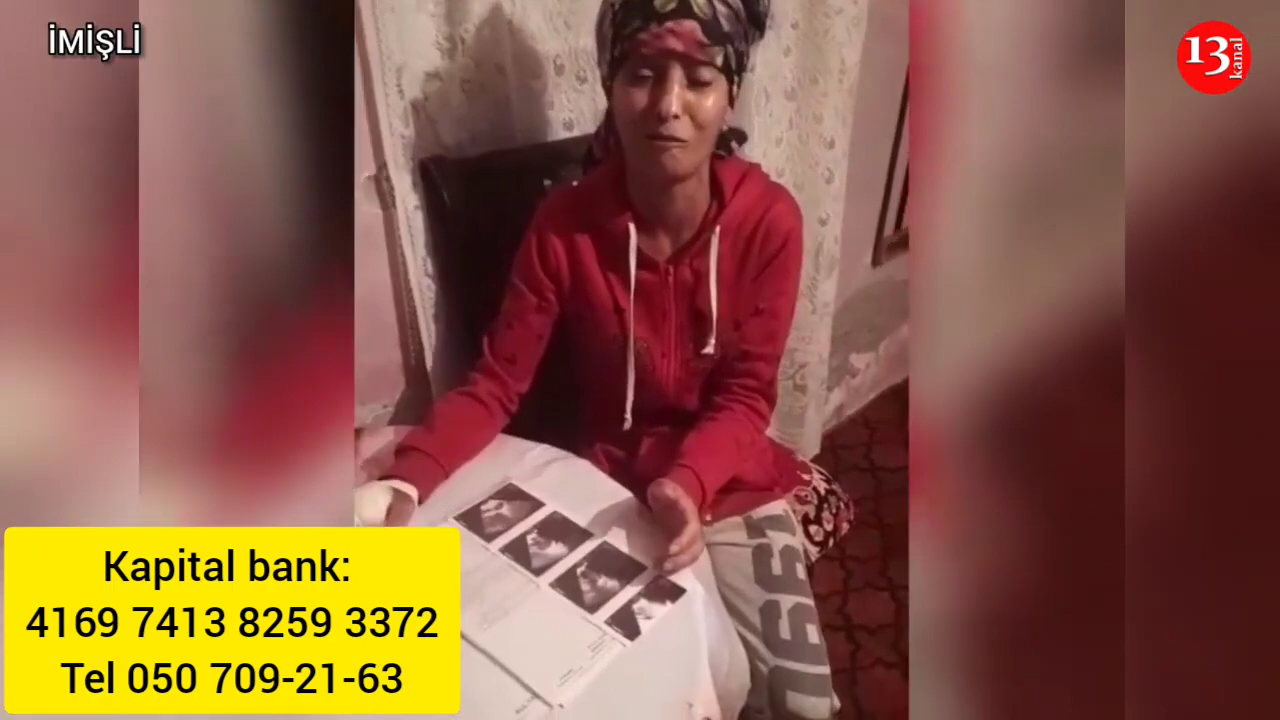 İMİŞLİ
13 kanal
Kapital bank:
4169 7413 8259 3372
Tel 050 709-21-63